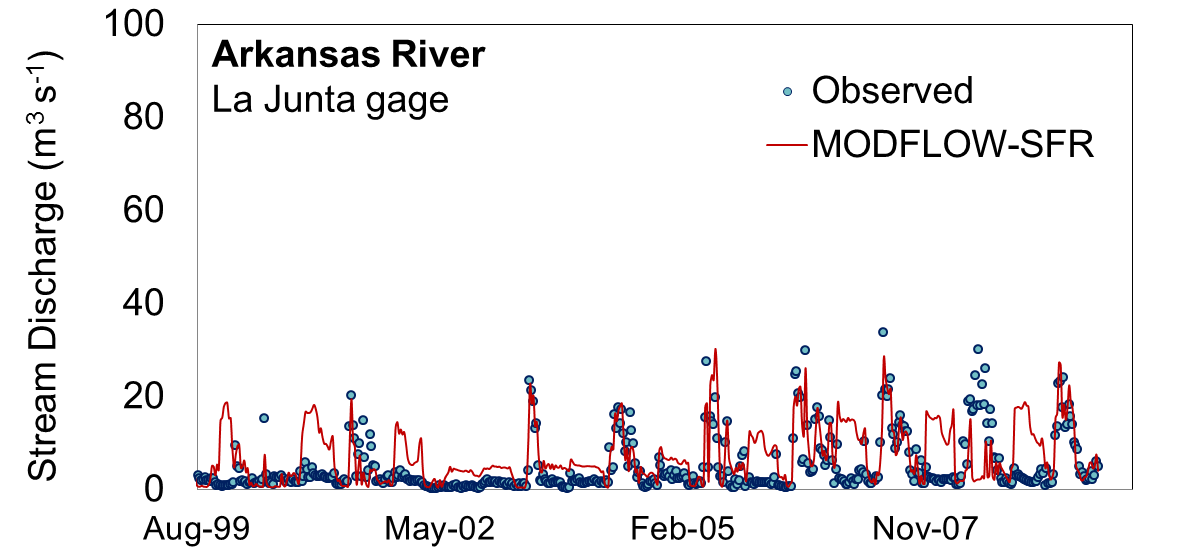 100
Arkansas River
La Junta gage
Observed
MODFLOW-SFR
80
60
40
20
0
Stream Discharge (m³ s⁻¹)
Aug-99 May-02 Feb-05 Nov-07